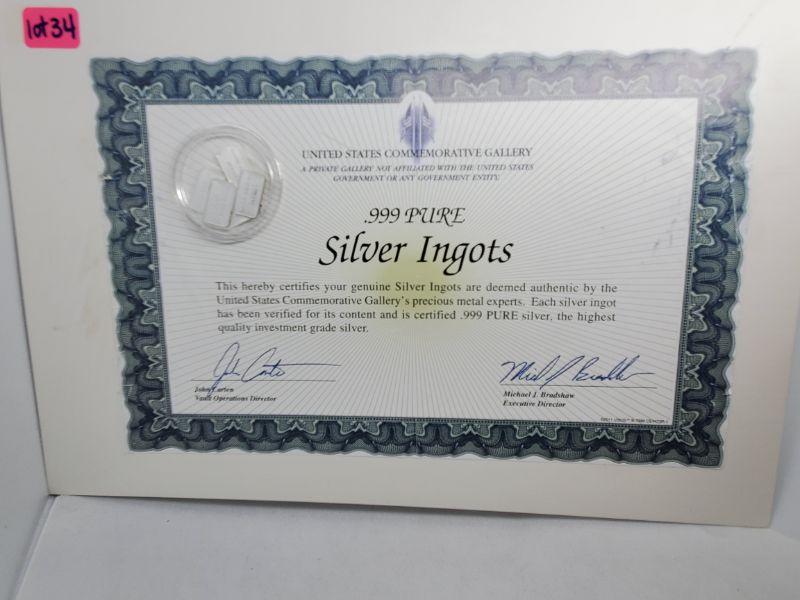 lot 34
UNITED STATES COMMEMORATIVE GALLERY
A PRIVATE GALLERY NOT AFFILIATED WITH THE UNITED STATES
GOVERNMENT OR ANY GOVERNMENT ENTITY.
.999 PURE
Silver Ingots
This hereby certifies your genuine Silver Ingots are deemed authentic by the
United States Commemorative Gallery's precious metal experts. Each silver ingot
has been verified for its content and is certified .999 PURE silver, the highest
quality investment grade silver.
John Carten
Vault Operations Director
Michael J. Bradshaw
Executive Director